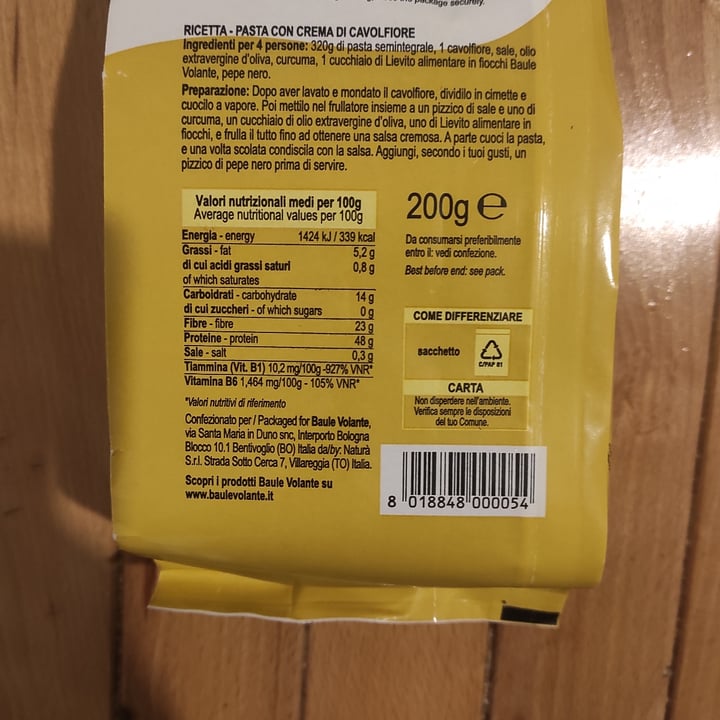 package securely.
RICETTA - PASTA CON CREMA DI CAVOLFIORE
Ingredienti per 4 persone: 320g di pasta semintegrale, 1 cavolfiore, sale, olio
extravergine d'oliva, curcuma, 1 cucchiaio di Lievito alimentare in fiocchi Baule
Volante, pepe nero.
Preparazione: Dopo aver lavato e mondato il cavolfiore, dividilo in cimette e
cuocilo a vapore. Poi mettilo nel frullatore insieme a un pizzico di sale e uno di
curcuma, un cucchiaio di olio extravergine d'oliva, uno di Lievito alimentare in
fiocchi, e frulla il tutto fino ad ottenere una salsa cremosa. A parte cuoci la pasta,
e una volta scolata condiscila con la salsa. Aggiungi, secondo i tuoi gusti, un
pizzico di pepe nero prima di servire.
Valori nutrizionali medi per 100g
Average nutritional values per 100g
Energia - energy 1424 kJ / 339 kcal
Grassi - fat 5,2 g
di cui acidi grassi saturi 0,8 g
of which saturates
Carboidrati - carbohydrate 14 g
di cui zuccheri - of which sugars 0 g
Fibre - fibre 23 g
Proteine - protein 48 g
Sale - salt 0,3 g
Tiammina (Vit. B1) 10,2 mg/100g -927% VNR*
Vitamina B6 1,464 mg/100g - 105% VNR*
*Valori nutritivi di riferimento
Confezionato per / Packaged for Baule Volante,
via Santa Maria in Duno snc, Interporto Bologna
Blocco 10.1 Bentivoglio (BO) Italia da/by: Naturà
S.r.l. Strada Sotto Cerca 7, Villareggia (TO) Italia.
Scopri i prodotti Baule Volante su
www.baulevolante.it
200g e
Da consumarsi preferibilmente
entro il: vedi confezione.
Best before end: see pack.
COME DIFFERENZIARE
sacchetto
C/PAP 81
CARTA
Non disperdere nell'ambiente.
Verifica sempre le disposizioni
del tuo Comune.
8 018848 000054